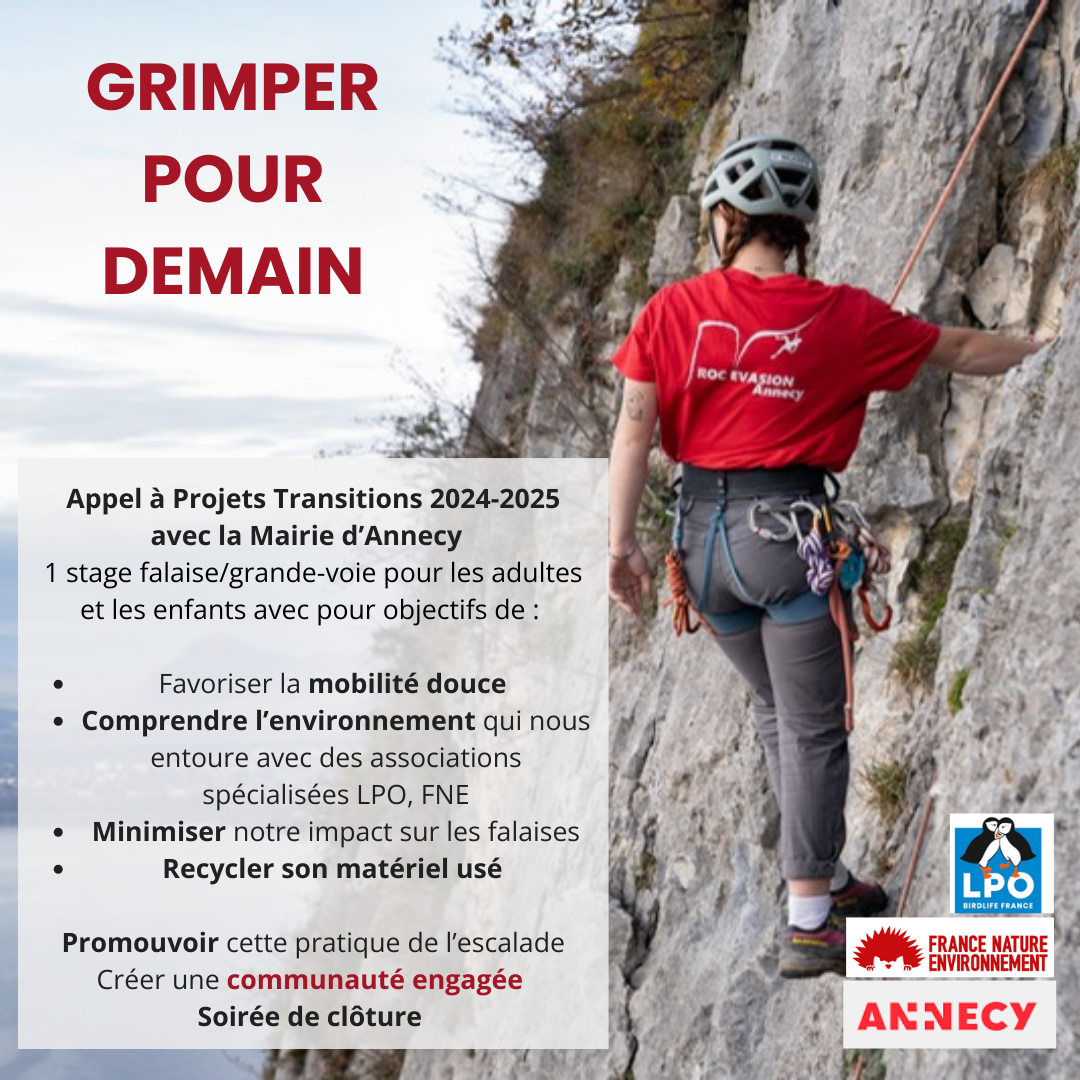 GRIMPER
POUR
DEMAIN
ROC EVASION
Annecy
Appel à Projets Transitions 2024-2025
avec la Mairie d’Annecy
1 stage falaise/grande-voie pour les adultes
et les enfants avec pour objectifs de :
• Favoriser la mobilité douce
• Comprendre l’environnement qui nous
entoure avec des associations
spécialisées LPO, FNE
• Minimiser notre impact sur les falaises
• Recycler son matériel usé
Promouvoir cette pratique de l’escalade
Créer une communauté engagée
Soirée de clôture
LPO
BIRDLIFE FRANCE
FRANCE NATURE
ENVIRONNEMENT
ANNECY